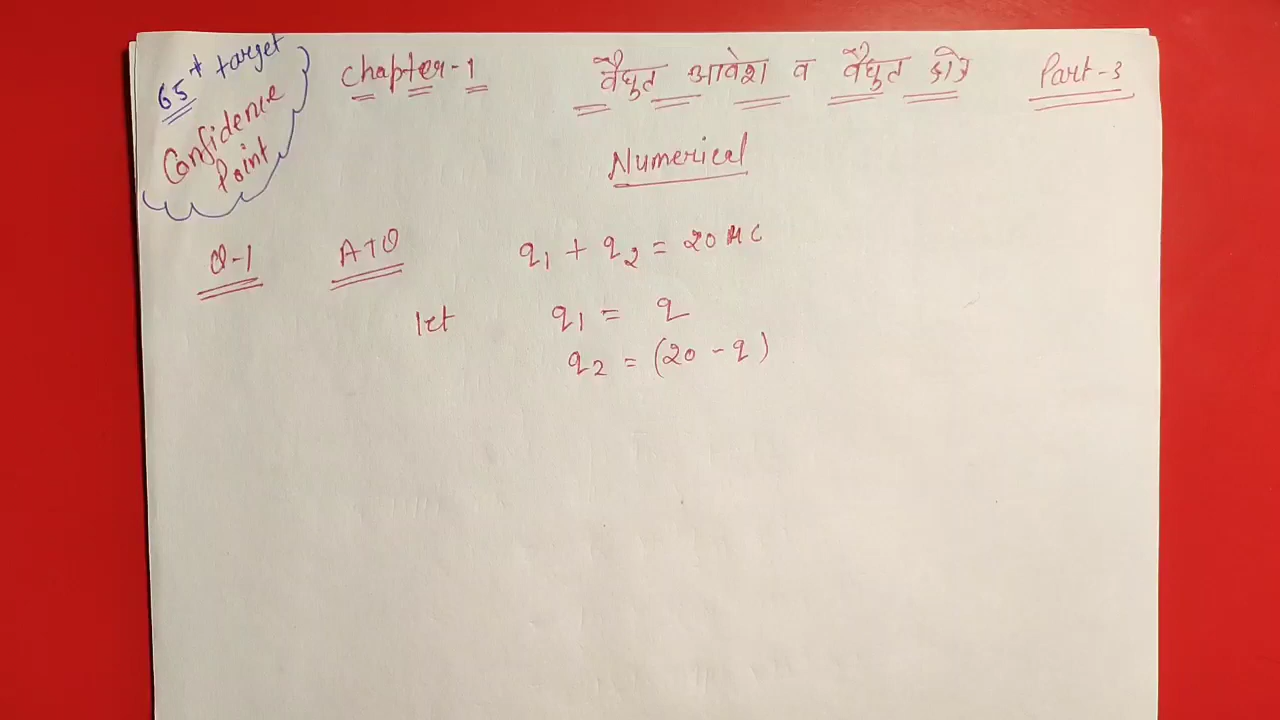 65+ target
Confidence
Point
Chapter-1 वैद्युत आवेश व वैद्युत क्षेत्र Part-3
Numerical
Q-1 ATQ q1 + q2 = 20 μC
let q1 = q
q2 = (20 - q)